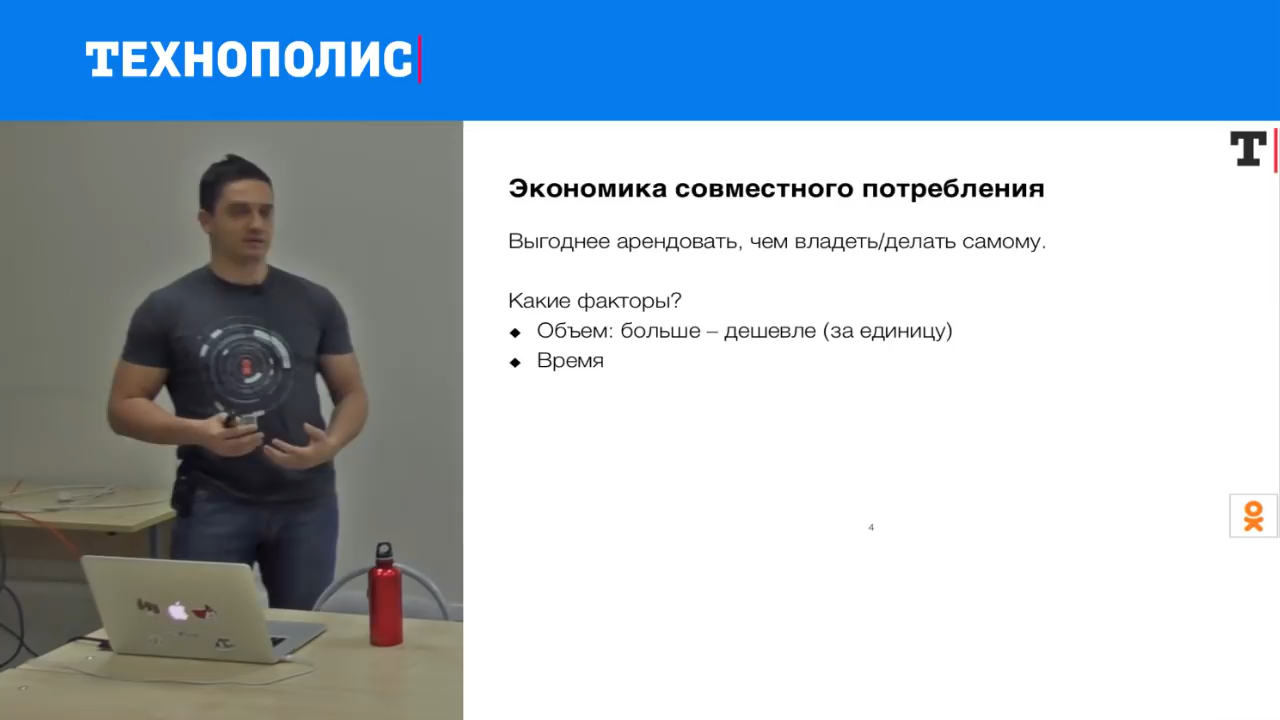 ТЕХНОПОЛИС
Т
Экономика совместного потребления
Выгоднее арендовать, чем владеть/делать самому.
Какие факторы?
Объем: больше – дешевле (за единицу)
Время
4